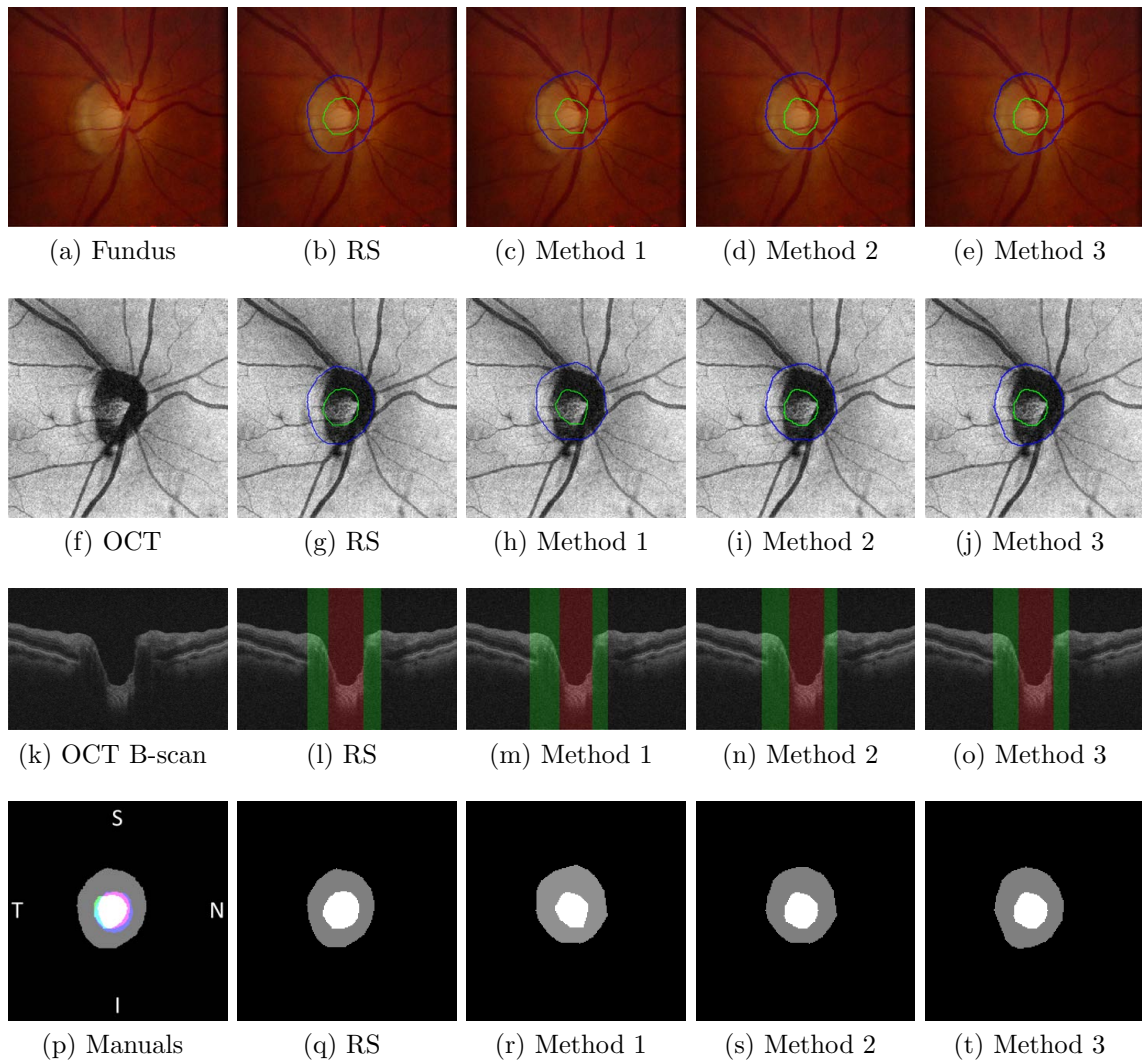 (a) Fundus
(b) RS
(c) Method 1
(d) Method 2
(e) Method 3
(f) OCT
(g) RS
(h) Method 1
(i) Method 2
(j) Method 3
(k) OCT B-scan
(l) RS
(m) Method 1
(n) Method 2
(o) Method 3
S
T
N
I
(p) Manuals
(q) RS
(r) Method 1
(s) Method 2
(t) Method 3